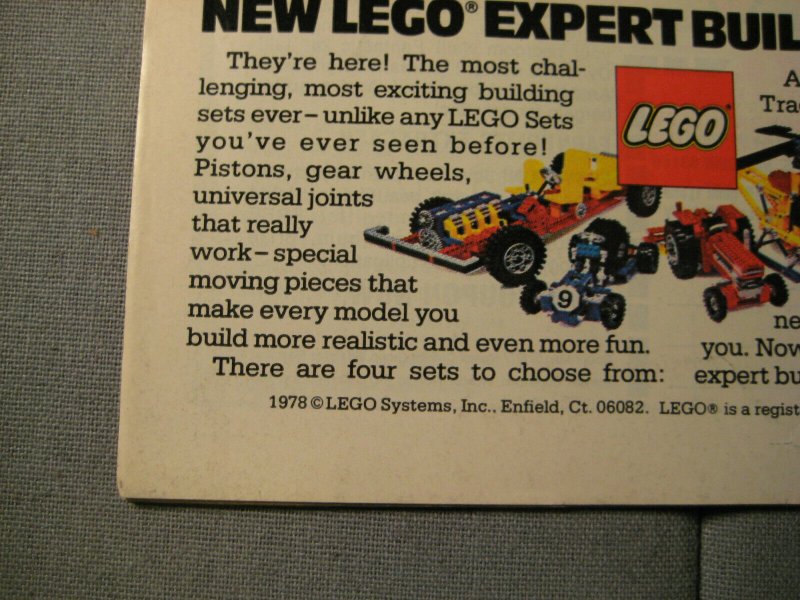 NEW LEGO® EXPERT BUIL
They're here! The most chal-
lenging, most exciting building
sets ever–unlike any LEGO Sets
you've ever seen before!
Pistons, gear wheels,
universal joints
that really
work–special
moving pieces that
make every model you
build more realistic and even more fun.
There are four sets to choose from:
LEGO®
9
A
Tra
ne
you. Now
expert bu
1978 © LEGO Systems, Inc.. Enfield, Ct. 06082. LEGO® is a regist